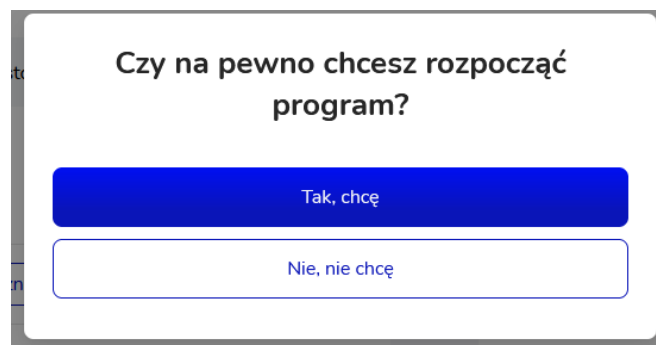 Czy na pewno chcesz rozpocząć
program?
Tak, chcę
Nie, nie chcę